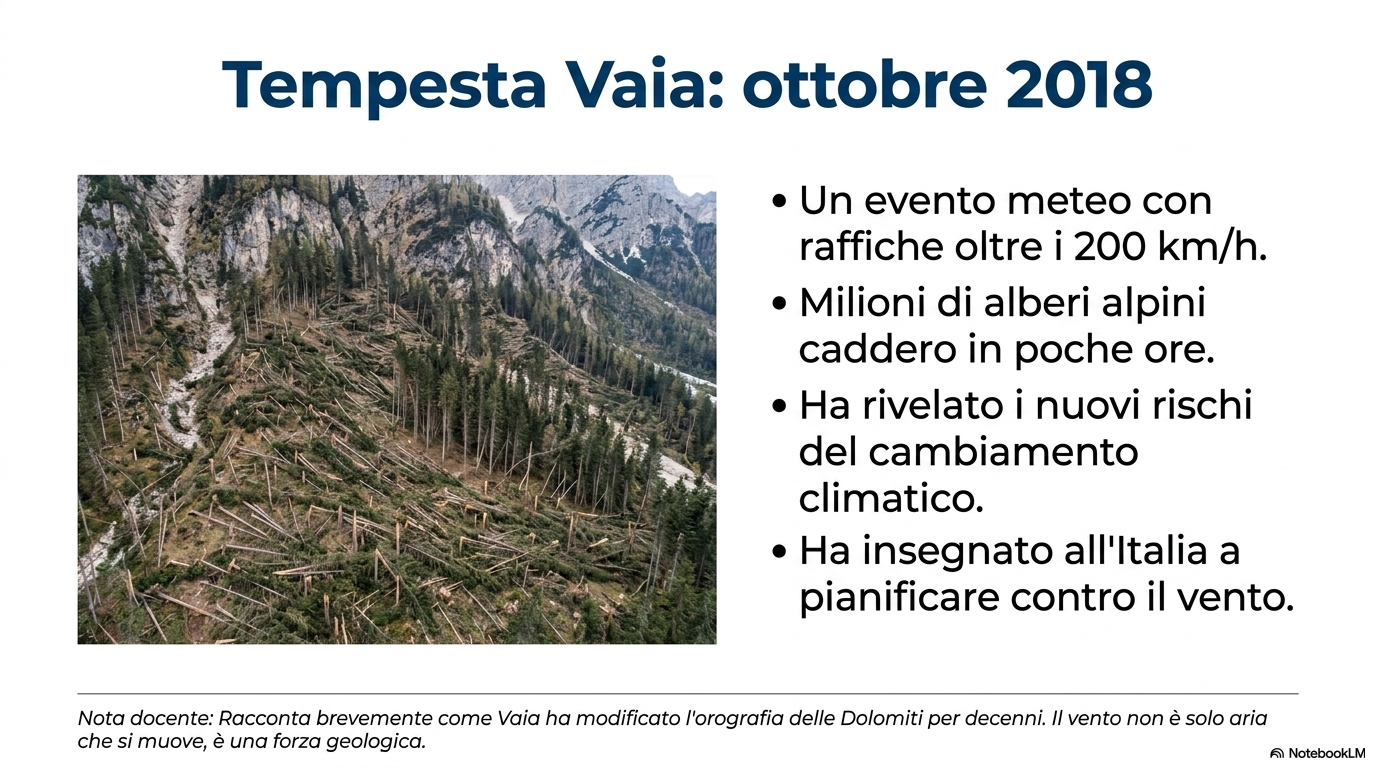 Tempesta Vaia: ottobre 2018
• Un evento meteo con
raffiche oltre i 200 km/h.
• Milioni di alberi alpini
caddero in poche ore.
• Ha rivelato i nuovi rischi
del cambiamento
climatico.
• Ha insegnato all'Italia a
pianificare contro il vento.
Nota docente: Racconta brevemente come Vaia ha modificato l'orografia delle Dolomiti per decenni. Il vento non è solo aria
che si muove, è una forza geologica.
NotebookLM